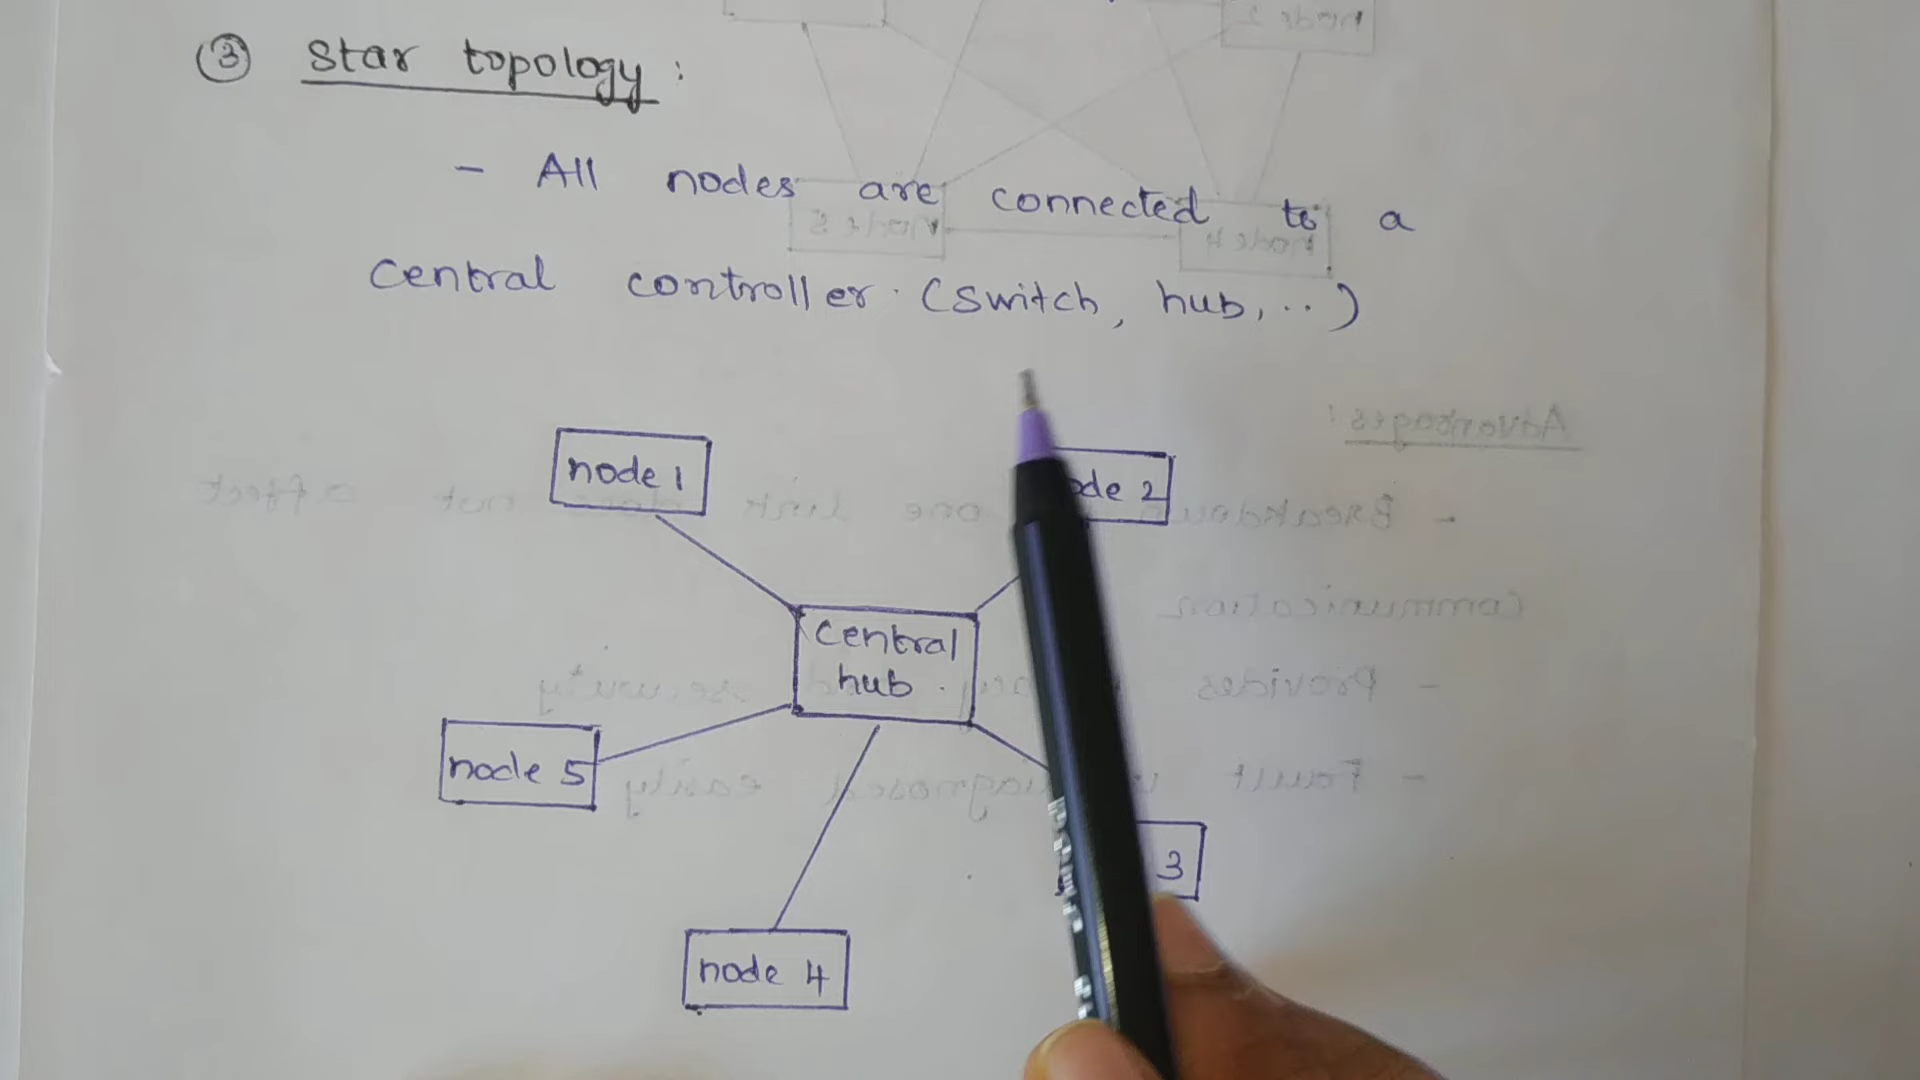 ③ Star topology :
- All nodes are connected to a
central controller. (Switch, hub,..)
node 1
ode 2
central
hub.
node 5
3
node 4